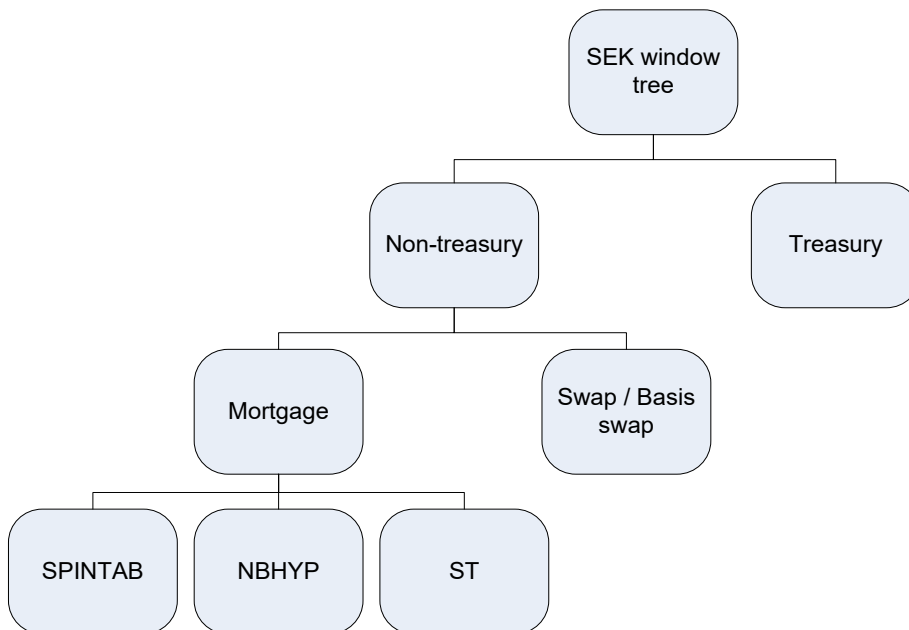 SEK window
tree
Non-treasury
Treasury
Mortgage
Swap / Basis
swap
SPINTAB
NBHYP
ST